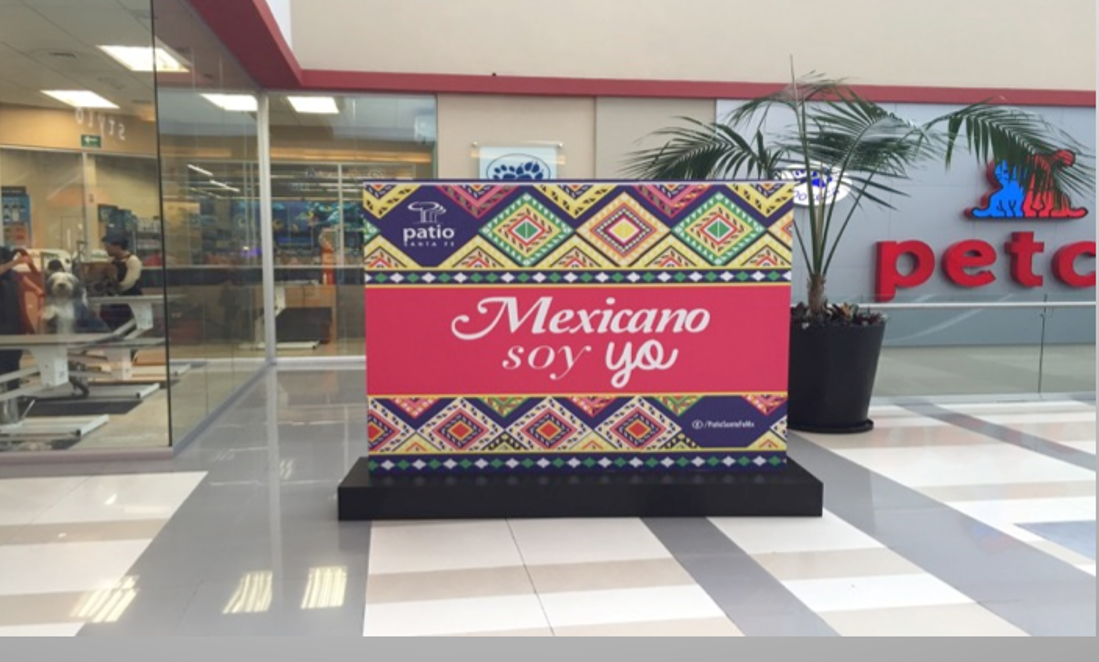 patio
SANTA FE
Mexicano
soy yo
/PatioSantaFeMx
petc